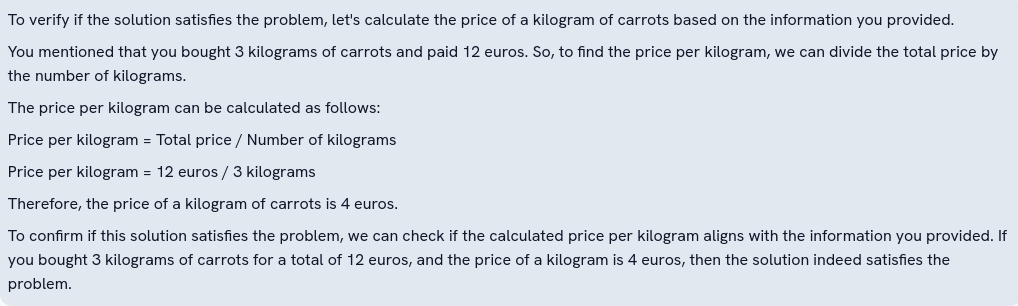 To verify if the solution satisfies the problem, let's calculate the price of a kilogram of carrots based on the information you provided.
You mentioned that you bought 3 kilograms of carrots and paid 12 euros. So, to find the price per kilogram, we can divide the total price by
the number of kilograms.
The price per kilogram can be calculated as follows:
Price per kilogram = Total price / Number of kilograms
Price per kilogram = 12 euros / 3 kilograms
Therefore, the price of a kilogram of carrots is 4 euros.
To confirm if this solution satisfies the problem, we can check if the calculated price per kilogram aligns with the information you provided. If
you bought 3 kilograms of carrots for a total of 12 euros, and the price of a kilogram is 4 euros, then the solution indeed satisfies the
problem.